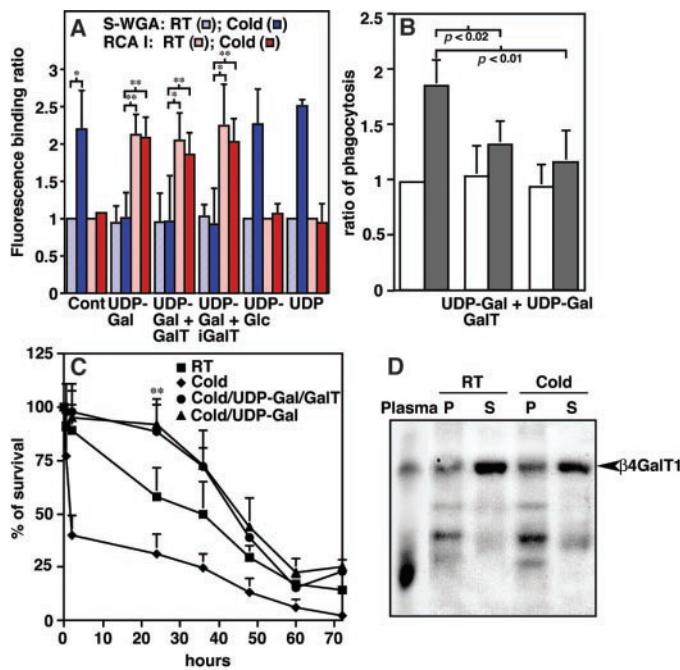 A
S-WGA: RT (□); Cold (■)
RCA I: RT (□); Cold (■)
Fluorescence binding ratio
3
2.5
2
1.5
1
0.5
0
*
**
**
**
*
**
*
**
Cont
UDP-Gal
UDP-Gal + GalT
UDP-Gal + iGalT
UDP-Glc
UDP
B
p < 0.02
p < 0.01
ratio of phagocytosis
2.5
2
1.5
1
0.5
0
UDP-Gal + GalT
UDP-Gal
C
RT
Cold
Cold/UDP-Gal/GalT
Cold/UDP-Gal
**
% of survival
125
100
75
50
25
0
0 10 20 30 40 50 60 70
hours
D
RT Cold
Plasma P S P S
β4GalT1